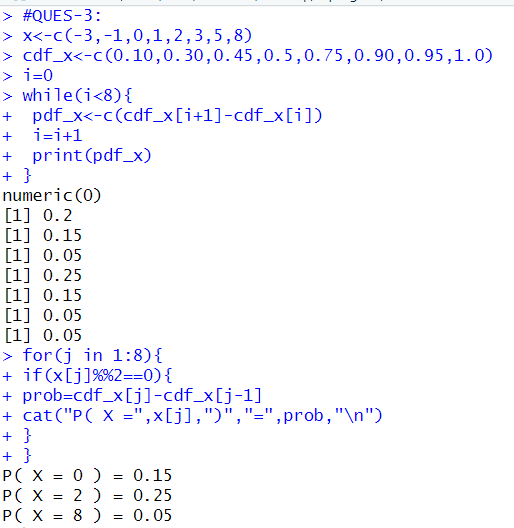 > #QUES-3:
> x<-c(-3,-1,0,1,2,3,5,8)
> cdf_x<-c(0.10,0.30,0.45,0.5,0.75,0.90,0.95,1.0)
> i=0
> while(i<8){
+  pdf_x<-c(cdf_x[i+1]-cdf_x[i])
+  i=i+1
+  print(pdf_x)
+ }
numeric(0)
[1] 0.2
[1] 0.15
[1] 0.05
[1] 0.25
[1] 0.15
[1] 0.05
[1] 0.05
> for(j in 1:8){
+ if(x[j]%%2==0){
+ prob=cdf_x[j]-cdf_x[j-1]
+ cat("P( X =",x[j],")","=",prob,"\n")
+ }
+ }
P( X = 0 ) = 0.15
P( X = 2 ) = 0.25
P( X = 8 ) = 0.05